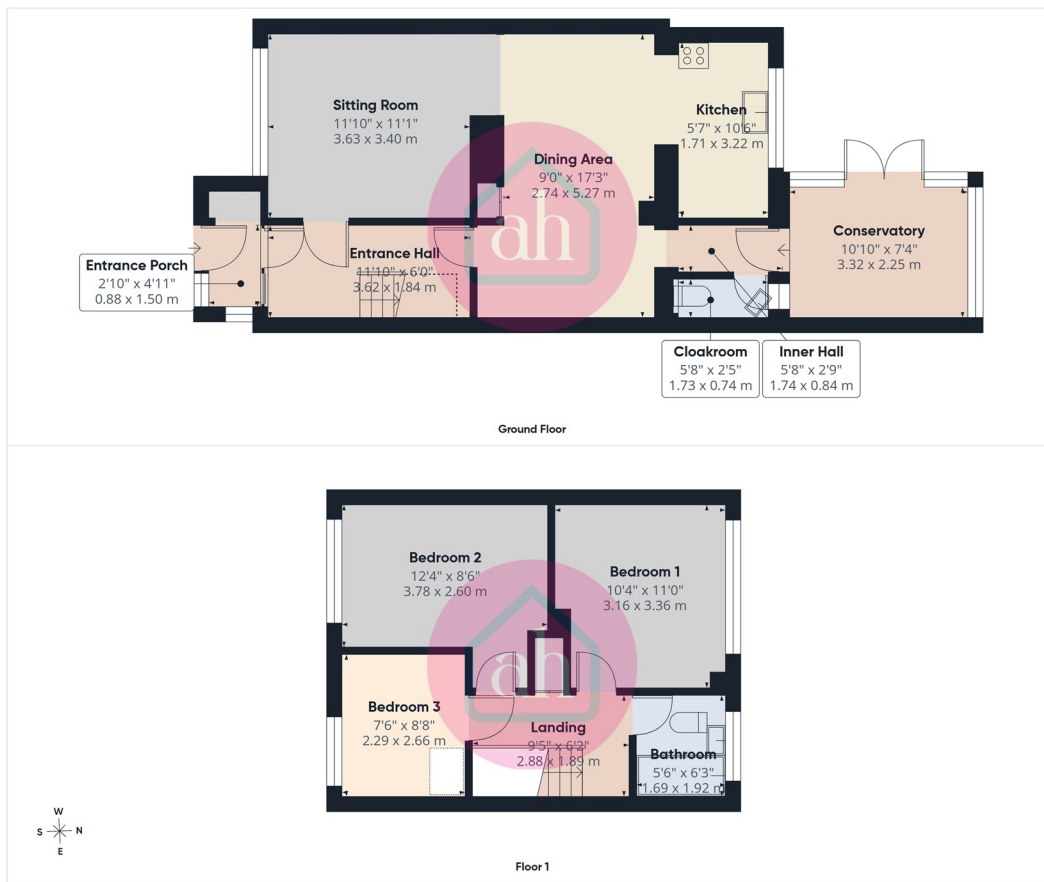 Sitting Room
11'10" x 11'1"
3.63 x 3.40 m
Kitchen
5'7" x 10'6"
1.71 x 3.22 m
Dining Area
9'0" x 17'3"
2.74 x 5.27 m
ah
Entrance Hall
11'10" x 6'0"
3.62 x 1.84 m
Conservatory
10'10" x 7'4"
3.32 x 2.25 m
Entrance Porch
2'10" x 4'11"
0.88 x 1.50 m
Cloakroom
5'8" x 2'5"
1.73 x 0.74 m
Inner Hall
5'8" x 2'9"
1.74 x 0.84 m
Ground Floor
Bedroom 2
12'4" x 8'6"
3.78 x 2.60 m
Bedroom 1
10'4" x 11'0"
3.16 x 3.36 m
ah
Bedroom 3
7'6" x 8'8"
2.29 x 2.66 m
Landing
9'5" x 6'2"
2.88 x 1.89 m
Bathroom
5'6" x 6'3"
1.69 x 1.92 m
W
S N
E
Floor 1